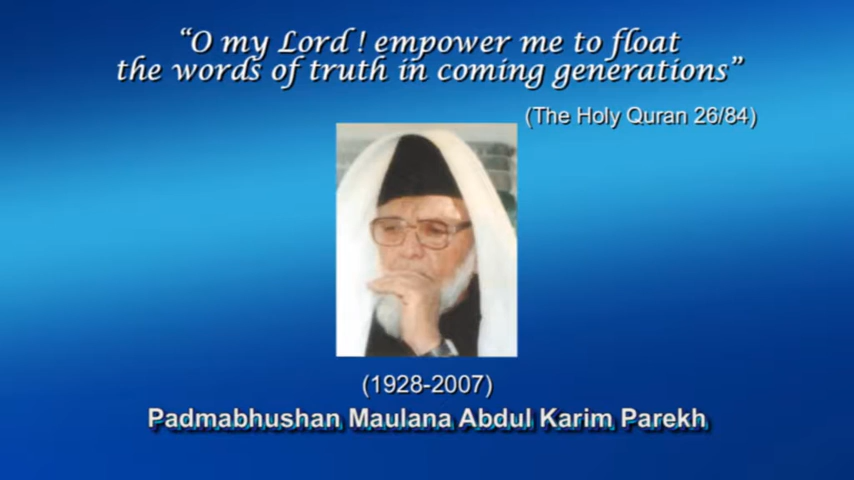 “O my Lord ! empower me to float
the words of truth in coming generations”
(The Holy Quran 26/84)
(1928-2007)
Padmabhushan Maulana Abdul Karim Parekh